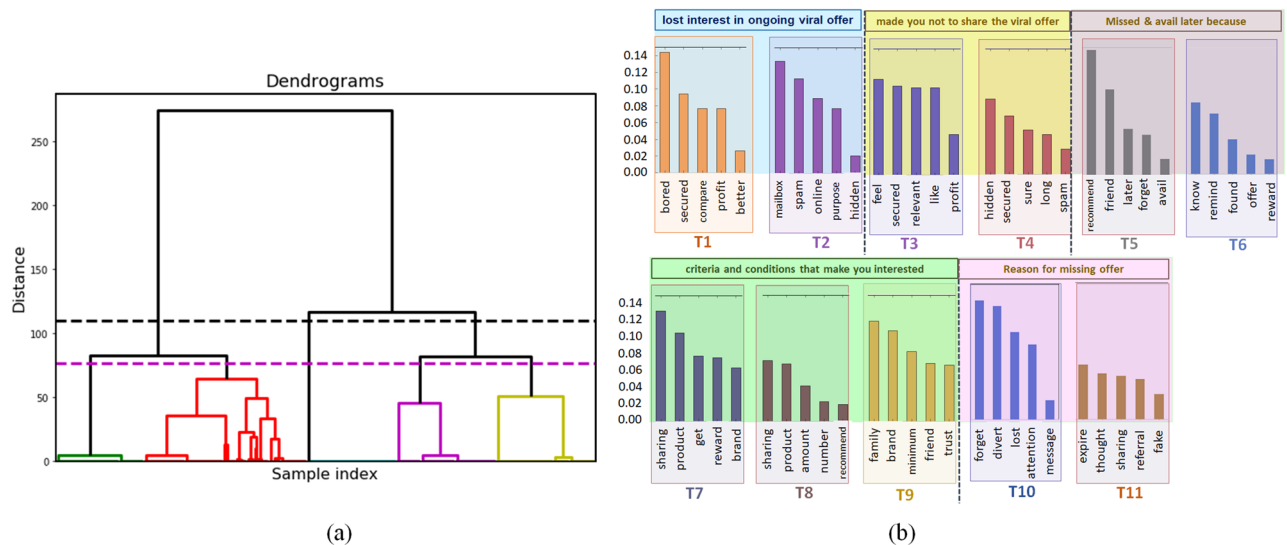 Dendrograms
Distance
250
200
150
100
50
0
Sample index
(a)
lost interest in ongoing viral offer
made you not to share the viral offer
Missed & avail later because
0.14
0.12
0.10
0.08
0.06
0.04
0.02
0.00
bored
secured
compare
profit
better
mailbox
spam
online
purpose
hidden
feel
secured
relevant
like
profit
hidden
secured
sure
long
spam
recommend
friend
later
forget
avail
know
remind
found
offer
reward
T1
T2
T3
T4
T5
T6
criteria and conditions that make you interested
Reason for missing offer
0.14
0.12
0.10
0.08
0.06
0.04
0.02
0.00
sharing
product
get
reward
brand
sharing
product
amount
number
recommend
family
brand
minimum
friend
trust
forget
divert
lost
attention
message
expire
thought
sharing
referral
fake
T7
T8
T9
T10
T11
(b)